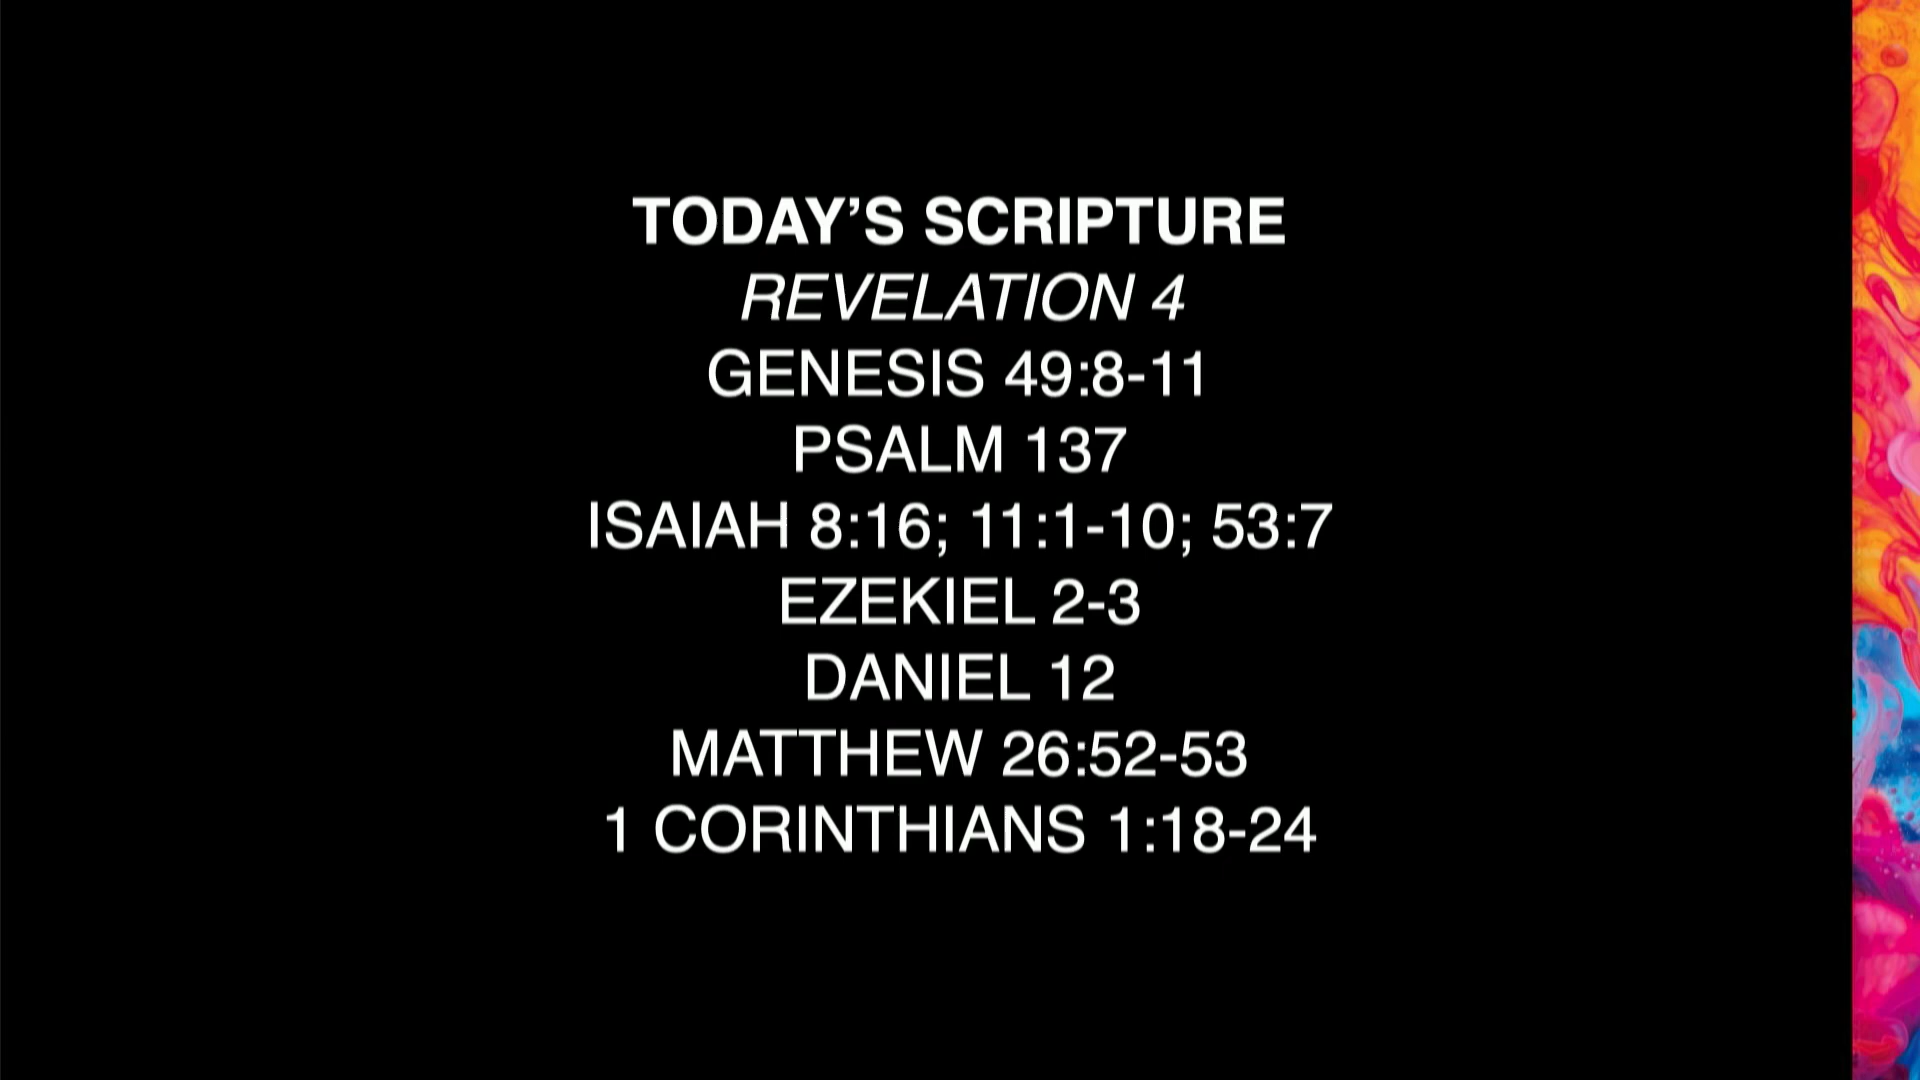 TODAY’S SCRIPTURE
REVELATION 4
GENESIS 49:8-11
PSALM 137
ISAIAH 8:16; 11:1-10; 53:7
EZEKIEL 2-3
DANIEL 12
MATTHEW 26:52-53
1 CORINTHIANS 1:18-24